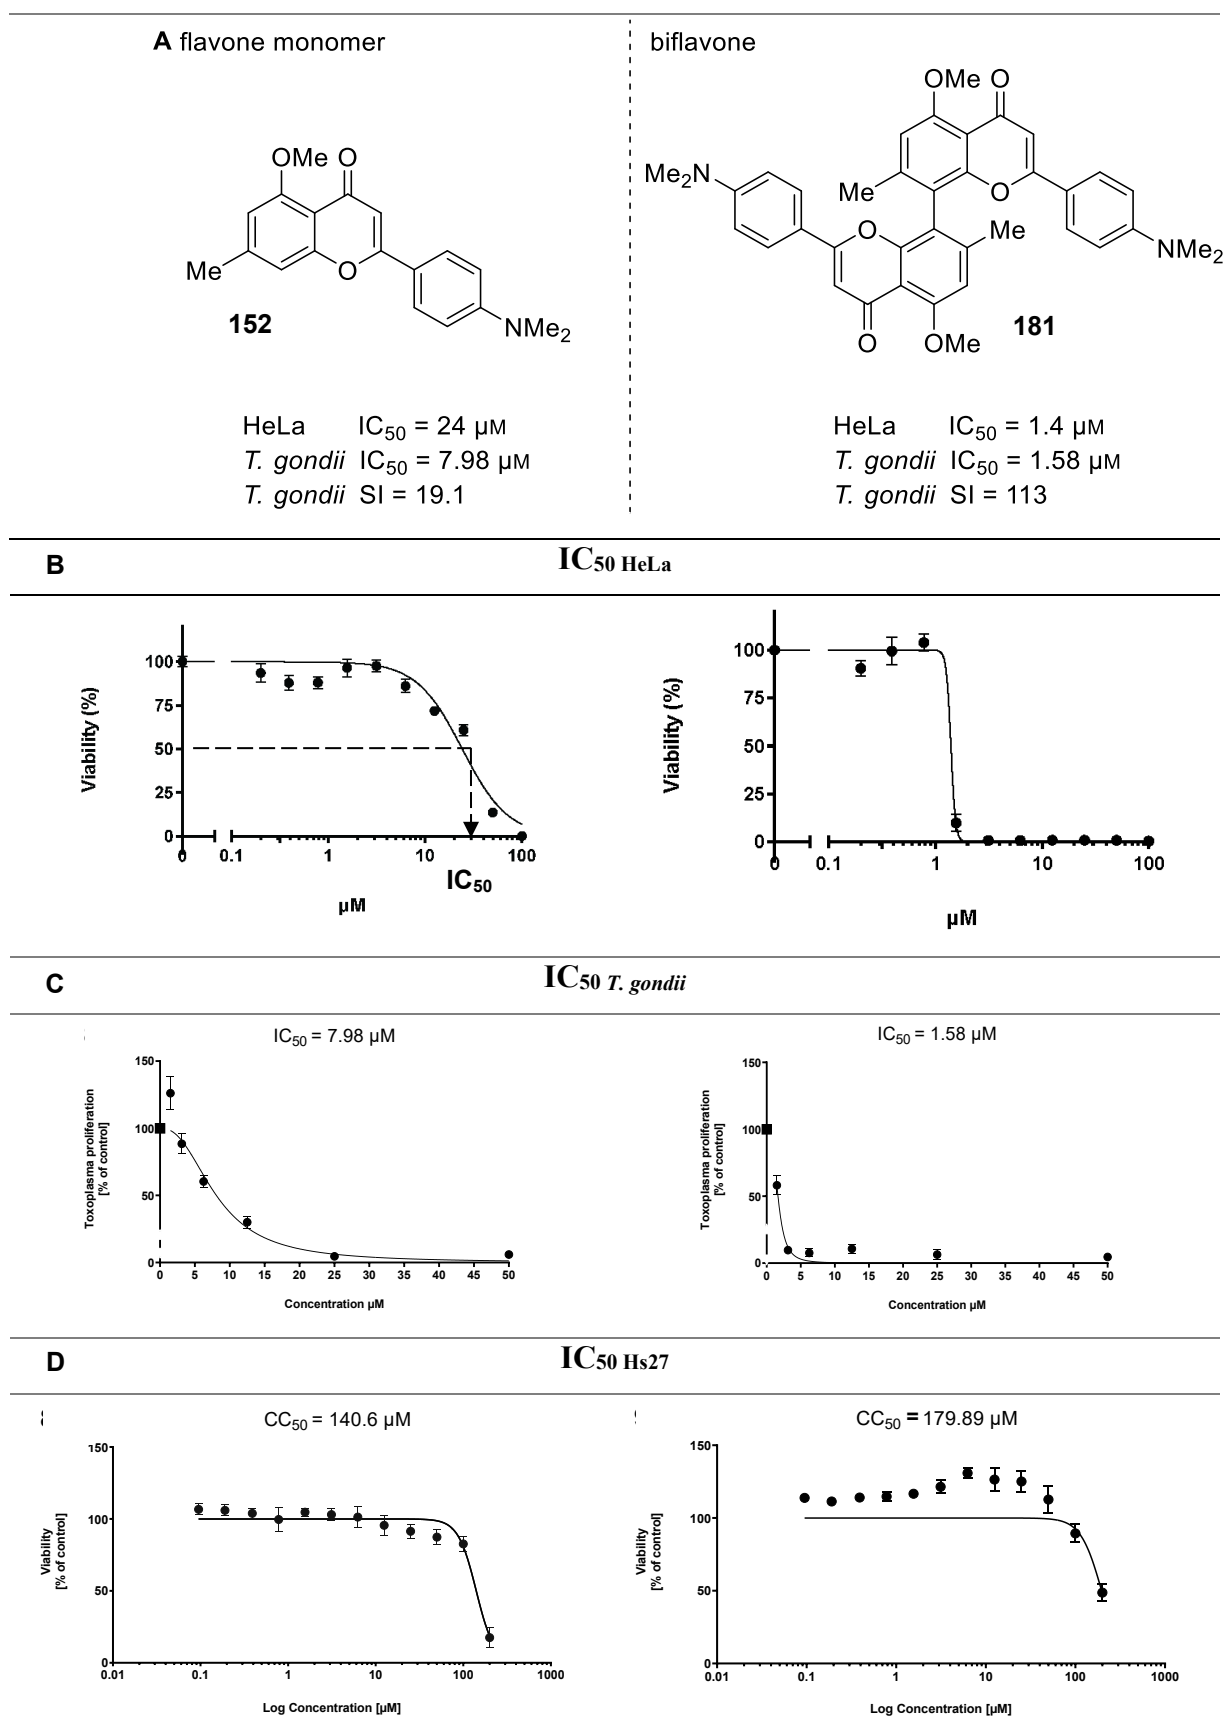 A flavone monomer
biflavone
OMe O
Me
O
NMe2
152
OMe O
Me2N
Me
O
O
Me
NMe2
O OMe
181
HeLa IC50 = 24 µM
T. gondii IC50 = 7.98 µM
T. gondii SI = 19.1
HeLa IC50 = 1.4 µM
T. gondii IC50 = 1.58 µM
T. gondii SI = 113
B IC50 HeLa
Viability (%)
100
75
50
25
0
0 0.1 1 10 100
IC50
µM
Viability (%)
100
75
50
25
0
0 0.1 1 10 100
µM
C IC50 T. gondii
IC50 = 7.98 µM
Toxoplasma proliferation
[% of control]
150
100
50
0
0 5 10 15 20 25 30 35 40 45 50
Concentration µM
IC50 = 1.58 µM
Toxoplasma proliferation
[% of control]
150
100
50
0
0 5 10 15 20 25 30 35 40 45 50
Concentration µM
D IC50 Hs27
CC50 = 140.6 µM
Viability
[% of control]
150
100
50
0
0.01 0.1 1 10 100 1000
Log Concentration [µM]
CC50 = 179.89 µM
Viability
[% of control]
150
100
50
0
0.01 0.1 1 10 100 1000
Log Concentration [µM]